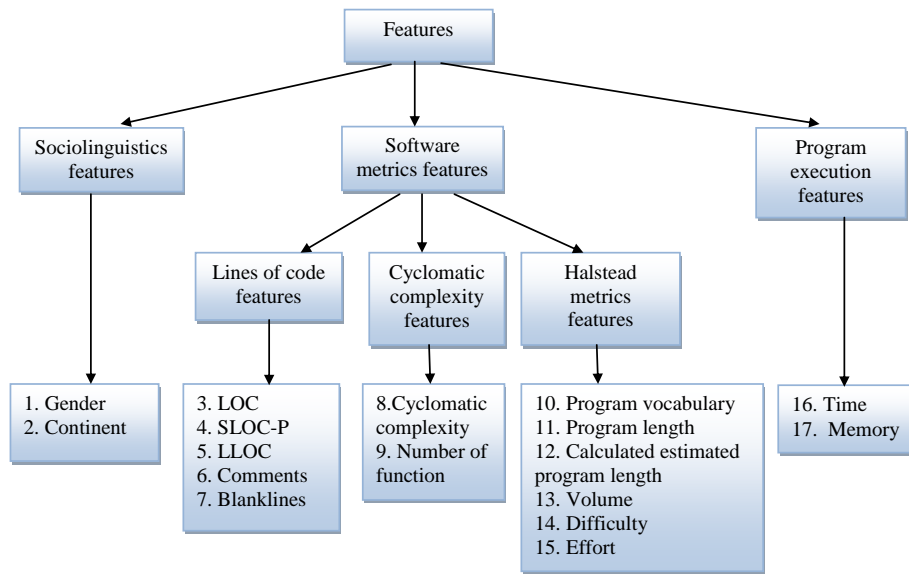 Features
Sociolinguistics
features
Software
metrics features
Program
execution
features
Lines of code
features
Cyclomatic
complexity
features
Halstead
metrics
features
1. Gender
2. Continent
3. LOC
4. SLOC-P
5. LLOC
6. Comments
7. Blanklines
8.Cyclomatic
complexity
9. Number of
function
10. Program vocabulary
11. Program length
12. Calculated estimated
program length
13. Volume
14. Difficulty
15. Effort
16. Time
17. Memory